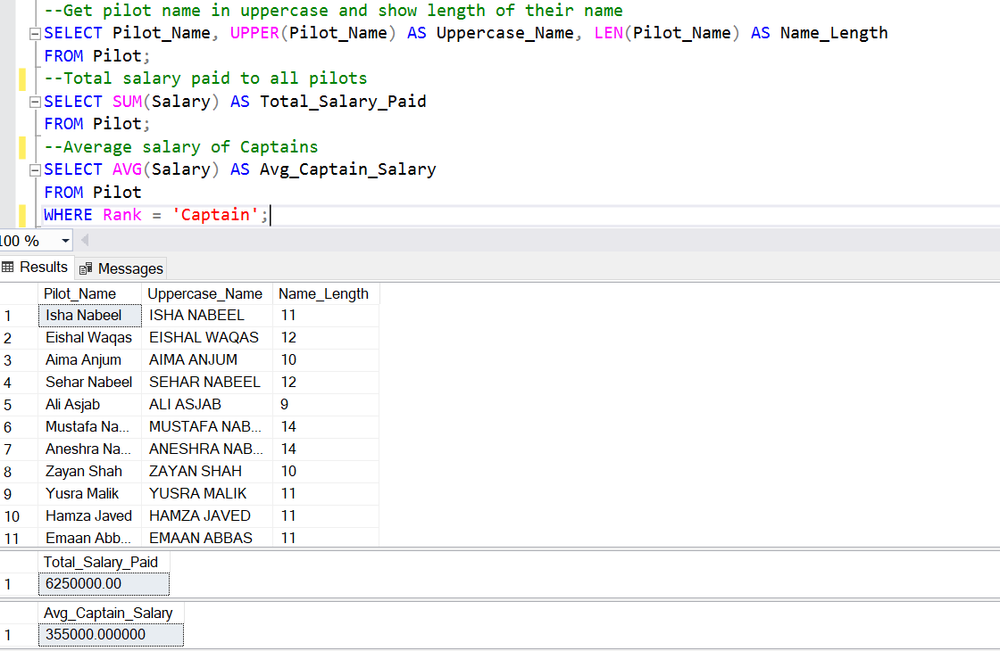 --Get pilot name in uppercase and show length of their name
SELECT Pilot_Name, UPPER(Pilot_Name) AS Uppercase_Name, LEN(Pilot_Name) AS Name_Length
FROM Pilot;
--Total salary paid to all pilots
SELECT SUM(Salary) AS Total_Salary_Paid
FROM Pilot;
--Average salary of Captains
SELECT AVG(Salary) AS Avg_Captain_Salary
FROM Pilot
WHERE Rank = 'Captain';
100 %
Results Messages
Pilot_Name Uppercase_Name Name_Length
1 Isha Nabeel ISHA NABEEL 11
2 Eishal Waqas EISHAL WAQAS 12
3 Aima Anjum AIMA ANJUM 10
4 Sehar Nabeel SEHAR NABEEL 12
5 Ali Asjab ALI ASJAB 9
6 Mustafa Na... MUSTAFA NAB... 14
7 Aneshra Na... ANESHRA NAB... 14
8 Zayan Shah ZAYAN SHAH 10
9 Yusra Malik YUSRA MALIK 11
10 Hamza Javed HAMZA JAVED 11
11 Emaan Abb... EMAAN ABBAS 11
Total_Salary_Paid
1 6250000.00
Avg_Captain_Salary
1 355000.000000